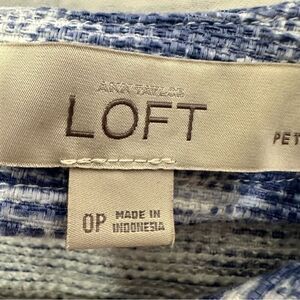 ANN TAYLOR
LOFT
PET
0P MADE IN
INDONESIA